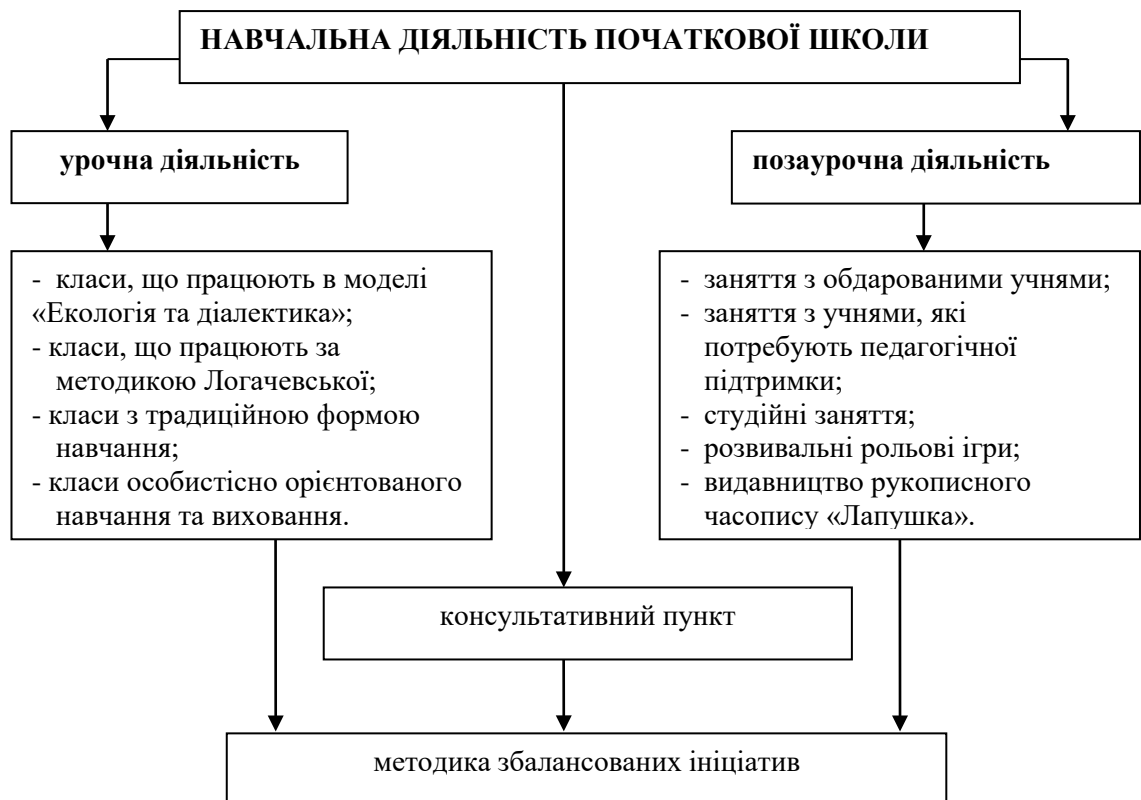 НАВЧАЛЬНА ДІЯЛЬНІСТЬ ПОЧАТКОВОЇ ШКОЛИ
урочна діяльність
позаурочна діяльність
- класи, що працюють в моделі
«Екологія та діалектика»;
- класи, що працюють за
методикою Логачевської;
- класи з традиційною формою
навчання;
- класи особистісно орієнтованого
навчання та виховання.
- заняття з обдарованими учнями;
- заняття з учнями, які
потребують педагогічної
підтримки;
- студійні заняття;
- розвивальні рольові ігри;
- видавництво рукописного
часопису «Лапушка».
консультативний пункт
методика збалансованих ініціатив